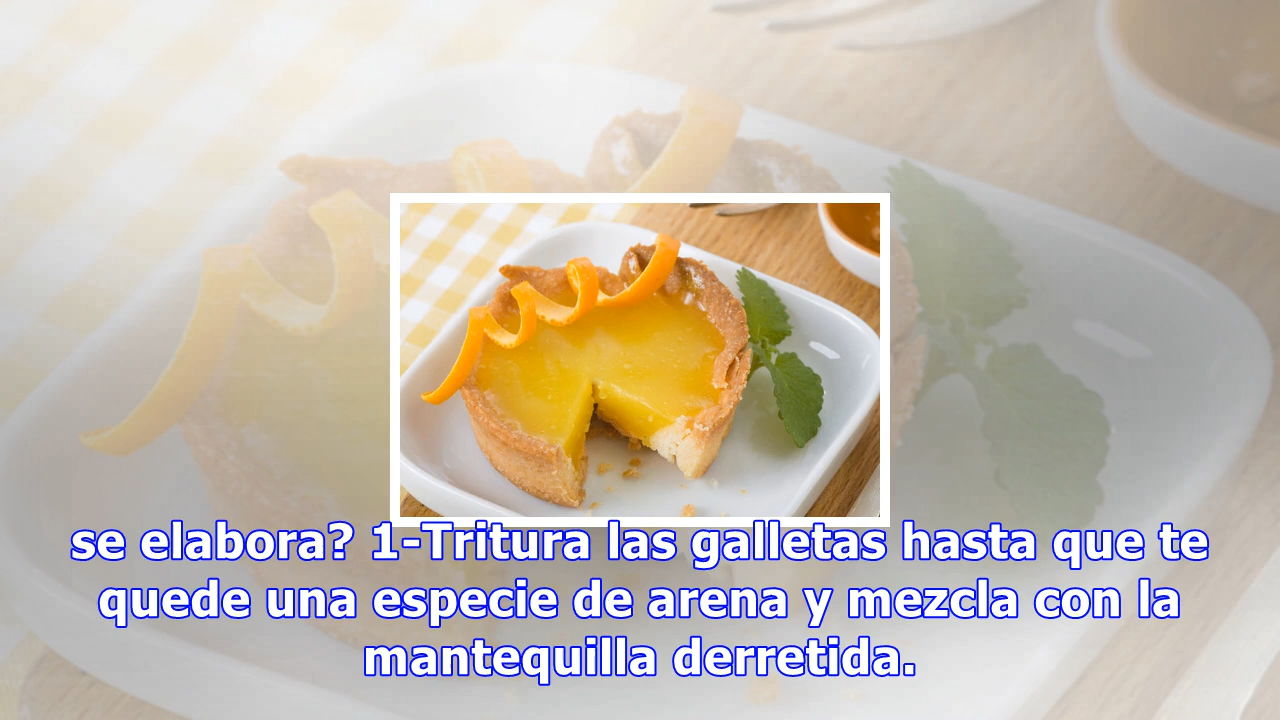 se elabora? 1-Tritura las galletas hasta que te
quede una especie de arena y mezcla con la
mantequilla derretida.